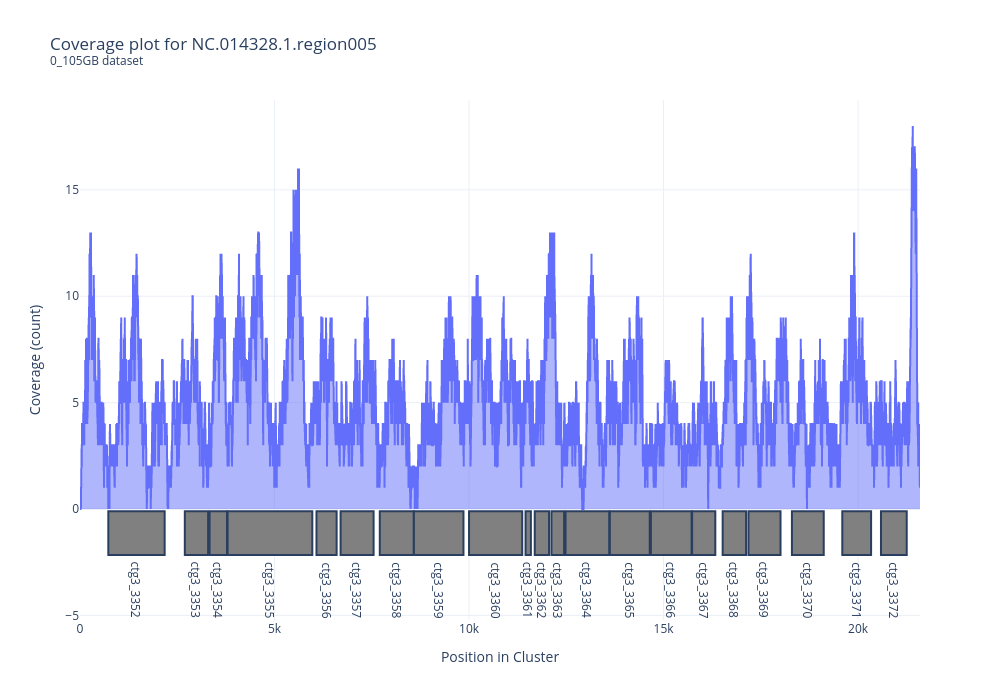 Coverage plot for NC.014328.1.region005
0_105GB dataset
Coverage (count)
15
10
5
0
−5
ctg3_3352
ctg3_3353
ctg3_3354
ctg3_3355
ctg3_3356
ctg3_3357
ctg3_3358
ctg3_3359
ctg3_3360
ctg3_3361
ctg3_3362
ctg3_3363
ctg3_3364
ctg3_3365
ctg3_3366
ctg3_3367
ctg3_3368
ctg3_3369
ctg3_3370
ctg3_3371
ctg3_3372
0
5k
10k
15k
20k
Position in Cluster